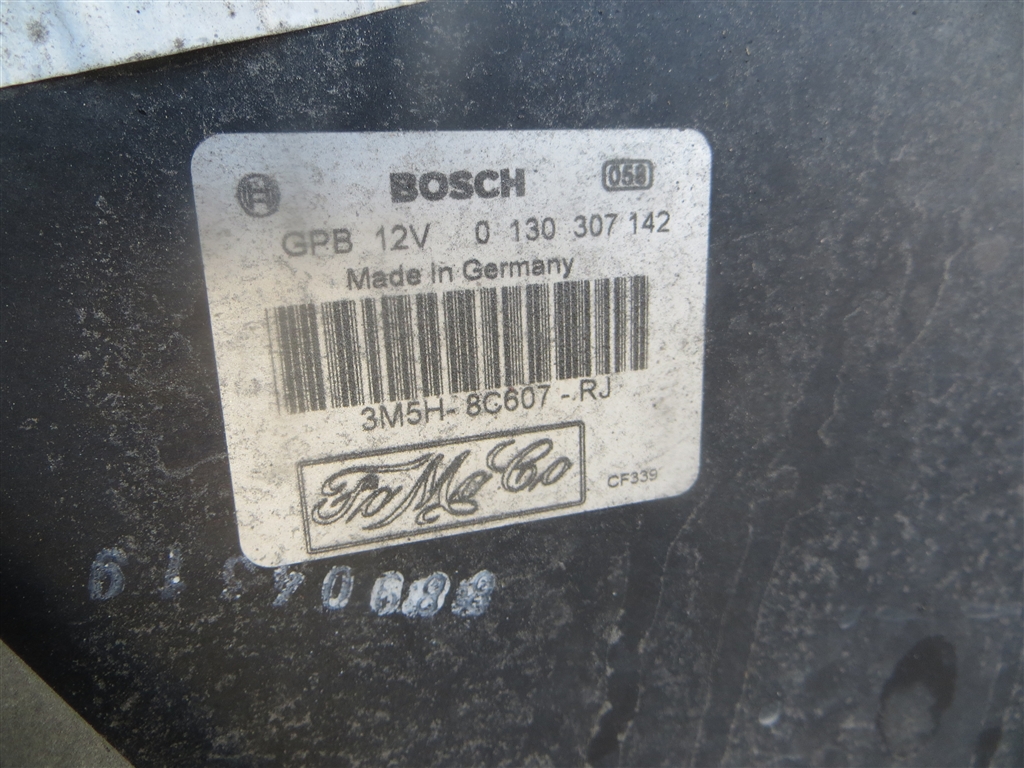 BOSCH 058
GPB 12V 0 130 307 142
Made In Germany
3M5H-8C607-RJ
FoMoCo
CF339